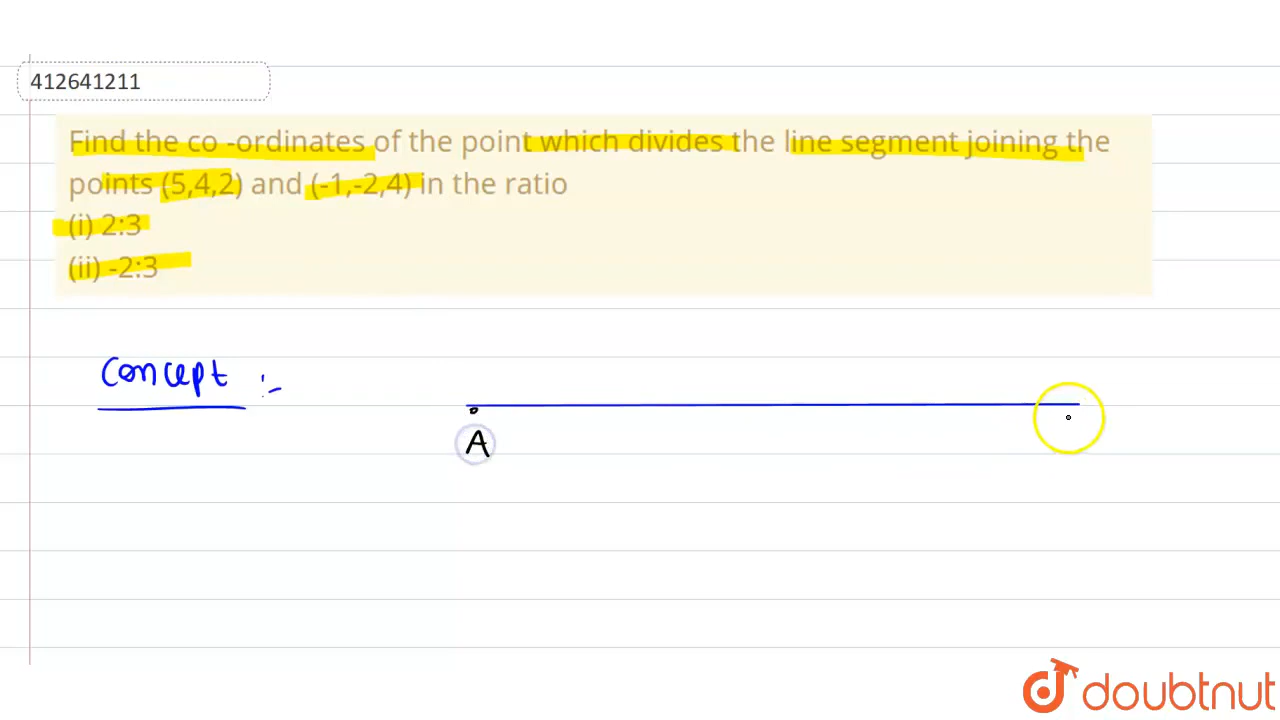 412641211
Find the co -ordinates of the point which divides the line segment joining the
points (5,4,2) and (-1,-2,4) in the ratio
(i) 2:3
(ii) -2:3
Concept :-
A
doubtnut